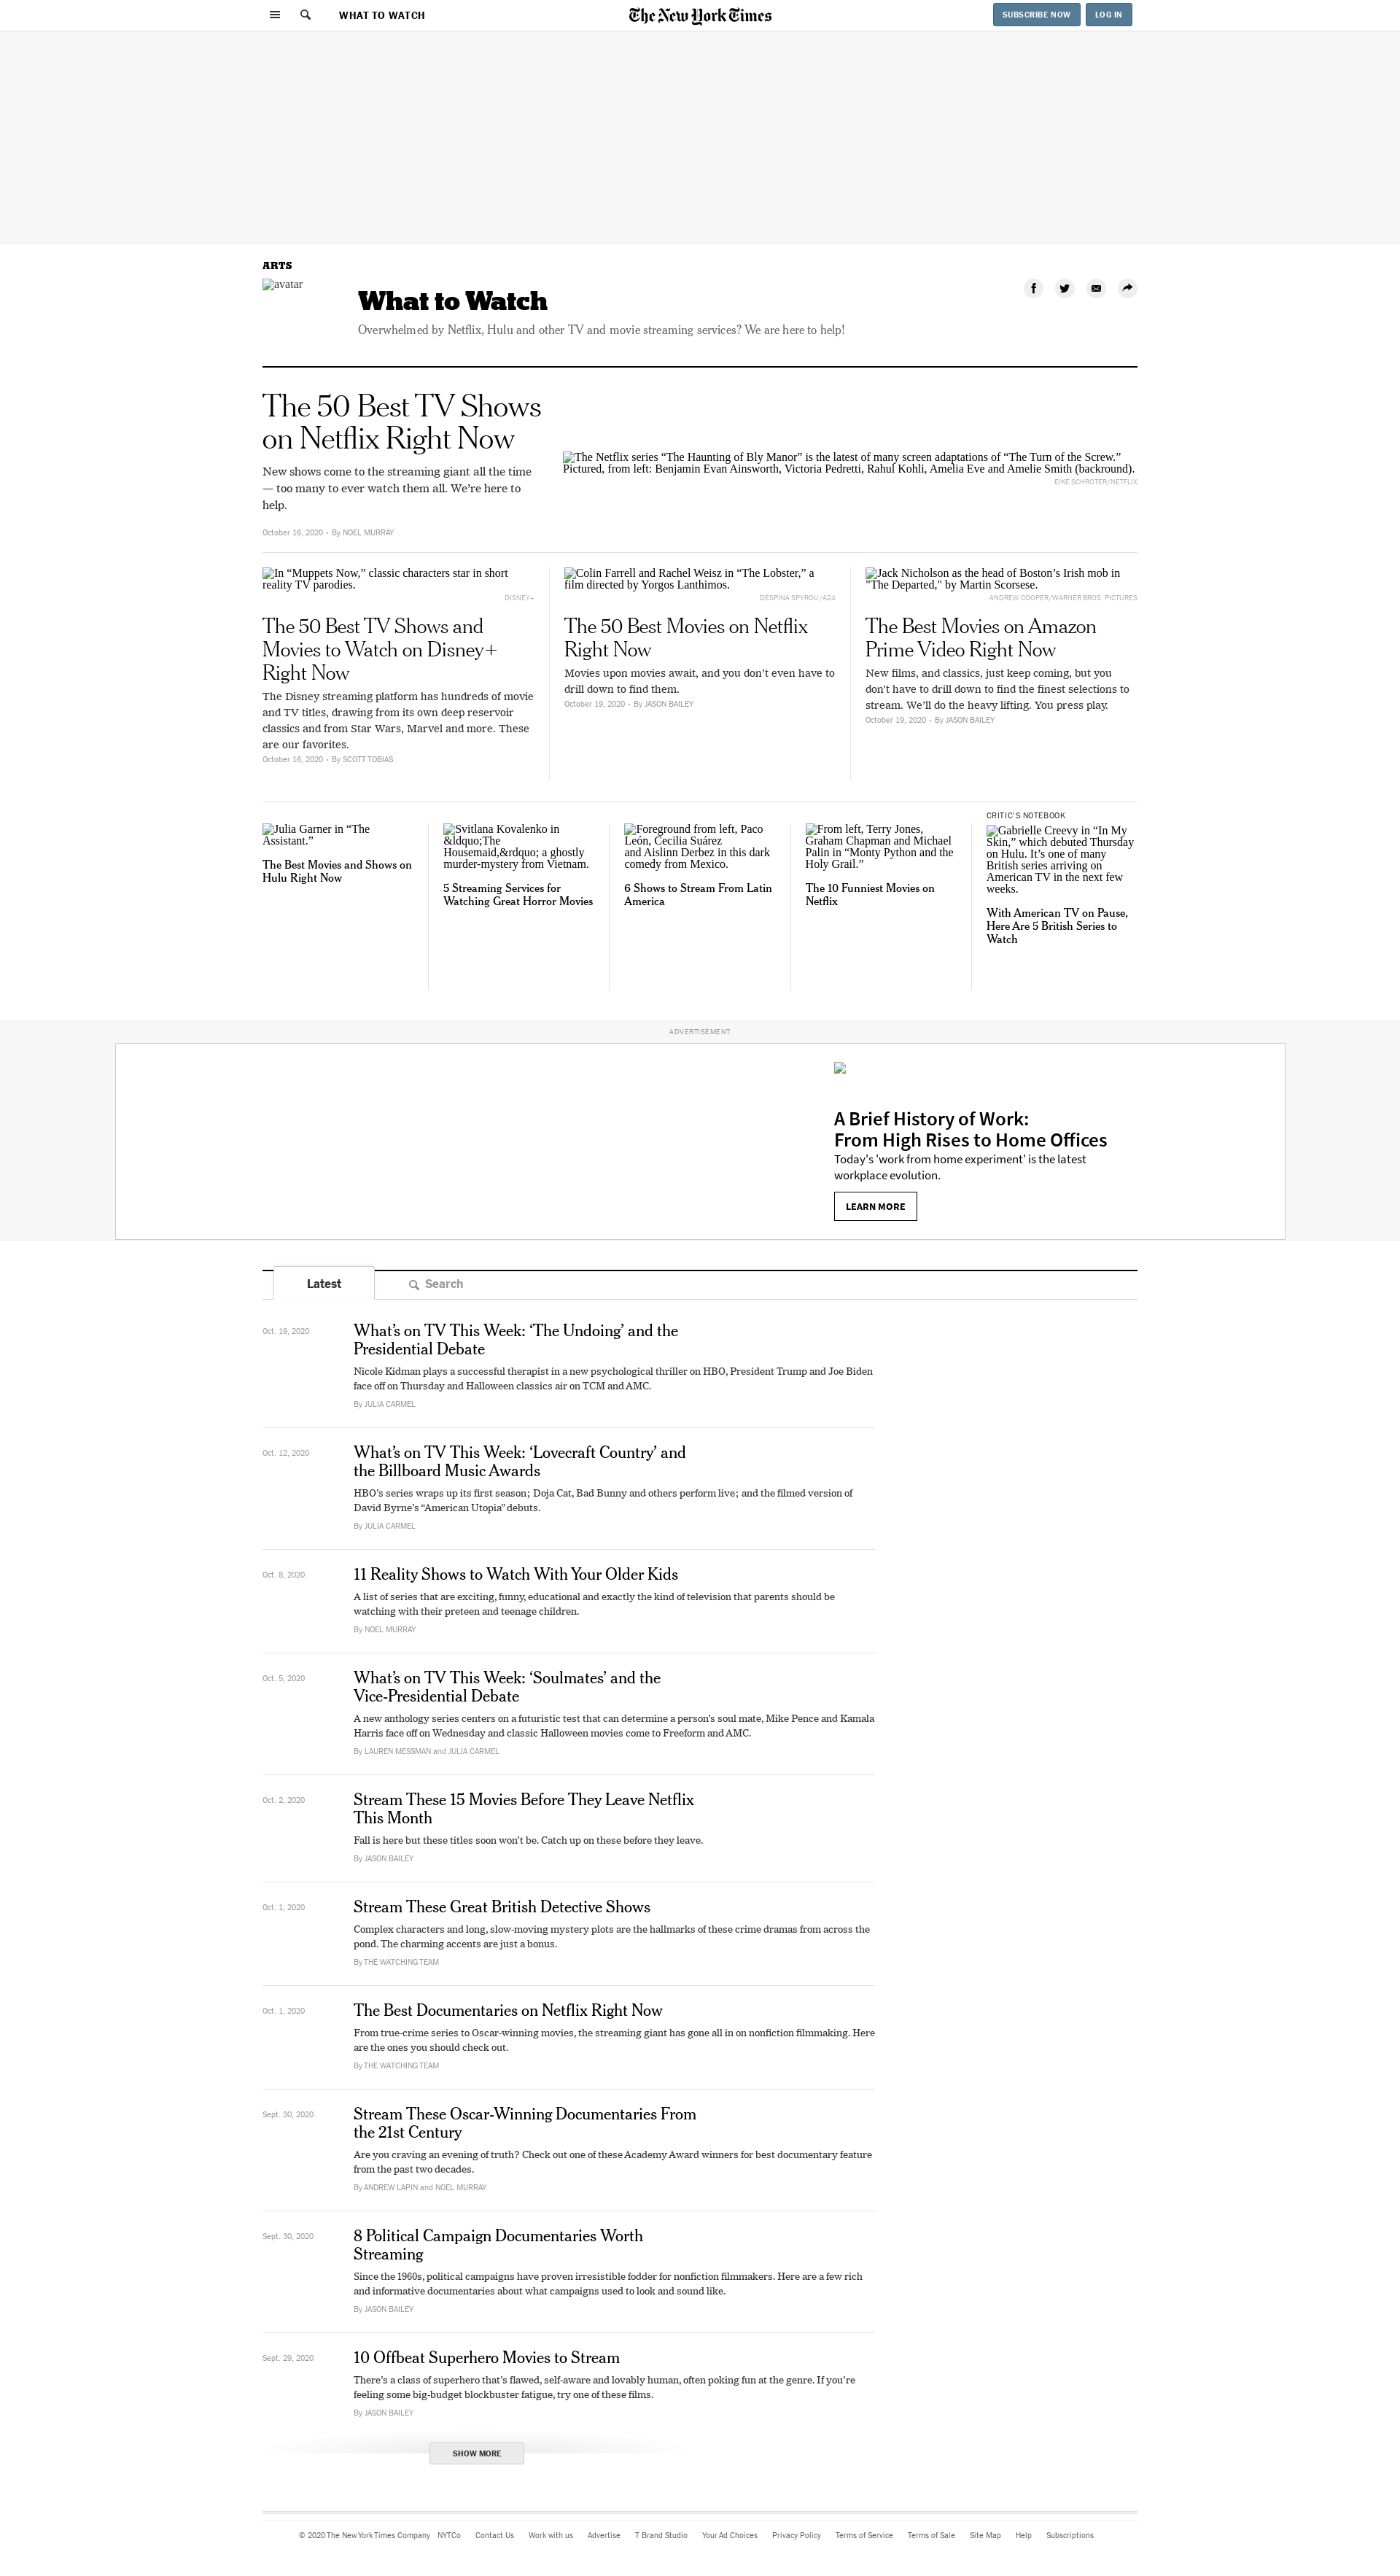 WHAT TO WATCH
The New York Times
SUBSCRIBE NOW
LOG IN
ARTS
avatar
What to Watch
Overwhelmed by Netflix, Hulu and other TV and movie streaming services? We are here to help!
The 50 Best TV Shows
on Netflix Right Now
New shows come to the streaming giant all the time
— too many to ever watch them all. We’re here to
help.
October 16, 2020 • By NOEL MURRAY
The Netflix series “The Haunting of Bly Manor” is the latest of many screen adaptations of “The Turn of the Screw.”
Pictured, from left: Benjamin Evan Ainsworth, Victoria Pedretti, Rahul Kohli, Amelia Eve and Amelie Smith (backround).
EIKE SCHROTER/NETFLIX
In “Muppets Now,” classic characters star in short
reality TV parodies.
DISNEY+
The 50 Best TV Shows and
Movies to Watch on Disney+
Right Now
The Disney streaming platform has hundreds of movie
and TV titles, drawing from its own deep reservoir
classics and from Star Wars, Marvel and more. These
are our favorites.
October 16, 2020 • By SCOTT TOBIAS
Colin Farrell and Rachel Weisz in “The Lobster,” a
film directed by Yorgos Lanthimos.
DESPINA SPYROU/A24
The 50 Best Movies on Netflix
Right Now
Movies upon movies await, and you don’t even have to
drill down to find them.
October 19, 2020 • By JASON BAILEY
Jack Nicholson as the head of Boston’s Irish mob in
"The Departed," by Martin Scorsese.
ANDREW COOPER/WARNER BROS. PICTURES
The Best Movies on Amazon
Prime Video Right Now
New films, and classics, just keep coming, but you
don’t have to drill down to find the finest selections to
stream. We’ll do the heavy lifting. You press play.
October 19, 2020 • By JASON BAILEY
Julia Garner in “The
Assistant.”
The Best Movies and Shows on
Hulu Right Now
Svitlana Kovalenko in
&ldquo;The
Housemaid,&rdquo; a ghostly
murder-mystery from Vietnam.
5 Streaming Services for
Watching Great Horror Movies
Foreground from left, Paco
León, Cecilia Suárez
and Aislinn Derbez in this dark
comedy from Mexico.
6 Shows to Stream From Latin
America
From left, Terry Jones,
Graham Chapman and Michael
Palin in “Monty Python and the
Holy Grail.”
The 10 Funniest Movies on
Netflix
CRITIC’S NOTEBOOK
Gabrielle Creevy in “In My
Skin,” which debuted Thursday
on Hulu. It’s one of many
British series arriving on
American TV in the next few
weeks.
With American TV on Pause,
Here Are 5 British Series to
Watch
ADVERTISEMENT
A Brief History of Work:
From High Rises to Home Offices
Today's 'work from home experiment' is the latest
workplace evolution.
LEARN MORE
Latest
Search
Oct. 19, 2020
What’s on TV This Week: ‘The Undoing’ and the
Presidential Debate
Nicole Kidman plays a successful therapist in a new psychological thriller on HBO, President Trump and Joe Biden
face off on Thursday and Halloween classics air on TCM and AMC.
By JULIA CARMEL
Oct. 12, 2020
What’s on TV This Week: ‘Lovecraft Country’ and
the Billboard Music Awards
HBO’s series wraps up its first season; Doja Cat, Bad Bunny and others perform live; and the filmed version of
David Byrne’s “American Utopia” debuts.
By JULIA CARMEL
Oct. 8, 2020
11 Reality Shows to Watch With Your Older Kids
A list of series that are exciting, funny, educational and exactly the kind of television that parents should be
watching with their preteen and teenage children.
By NOEL MURRAY
Oct. 5, 2020
What’s on TV This Week: ‘Soulmates’ and the
Vice-Presidential Debate
A new anthology series centers on a futuristic test that can determine a person’s soul mate, Mike Pence and Kamala
Harris face off on Wednesday and classic Halloween movies come to Freeform and AMC.
By LAUREN MESSMAN and JULIA CARMEL
Oct. 2, 2020
Stream These 15 Movies Before They Leave Netflix
This Month
Fall is here but these titles soon won’t be. Catch up on these before they leave.
By JASON BAILEY
Oct. 1, 2020
Stream These Great British Detective Shows
Complex characters and long, slow-moving mystery plots are the hallmarks of these crime dramas from across the
pond. The charming accents are just a bonus.
By THE WATCHING TEAM
Oct. 1, 2020
The Best Documentaries on Netflix Right Now
From true-crime series to Oscar-winning movies, the streaming giant has gone all in on nonfiction filmmaking. Here
are the ones you should check out.
By THE WATCHING TEAM
Sept. 30, 2020
Stream These Oscar-Winning Documentaries From
the 21st Century
Are you craving an evening of truth? Check out one of these Academy Award winners for best documentary feature
from the past two decades.
By ANDREW LAPIN and NOEL MURRAY
Sept. 30, 2020
8 Political Campaign Documentaries Worth
Streaming
Since the 1960s, political campaigns have proven irresistible fodder for nonfiction filmmakers. Here are a few rich
and informative documentaries about what campaigns used to look and sound like.
By JASON BAILEY
Sept. 29, 2020
10 Offbeat Superhero Movies to Stream
There’s a class of superhero that’s flawed, self-aware and lovably human, often poking fun at the genre. If you’re
feeling some big-budget blockbuster fatigue, try one of these films.
By JASON BAILEY
SHOW MORE
© 2020 The New York Times Company NYTCo Contact Us Work with us Advertise T Brand Studio Your Ad Choices Privacy Policy Terms of Service Terms of Sale Site Map Help Subscriptions